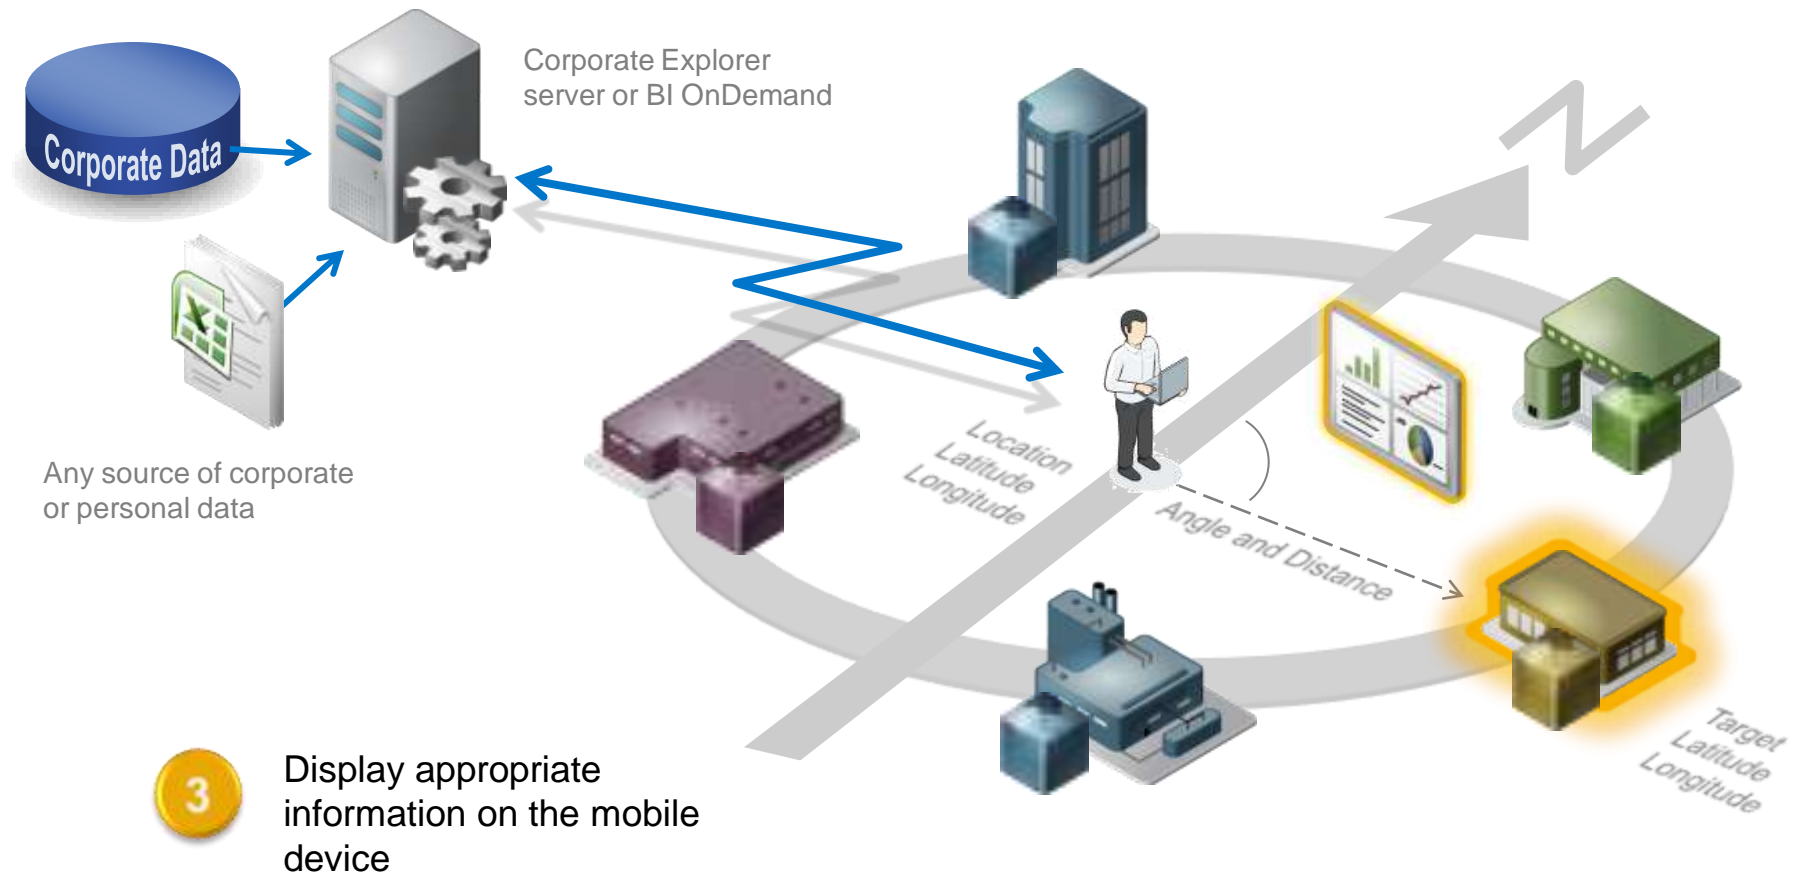 Corporate Explorer
server or BI OnDemand
Corporate Data
N
Any source of corporate
or personal data
Location
Latitude
Longitude
Angle and Distance
Target
Latitude
Longitude
3
Display appropriate
information on the mobile
device